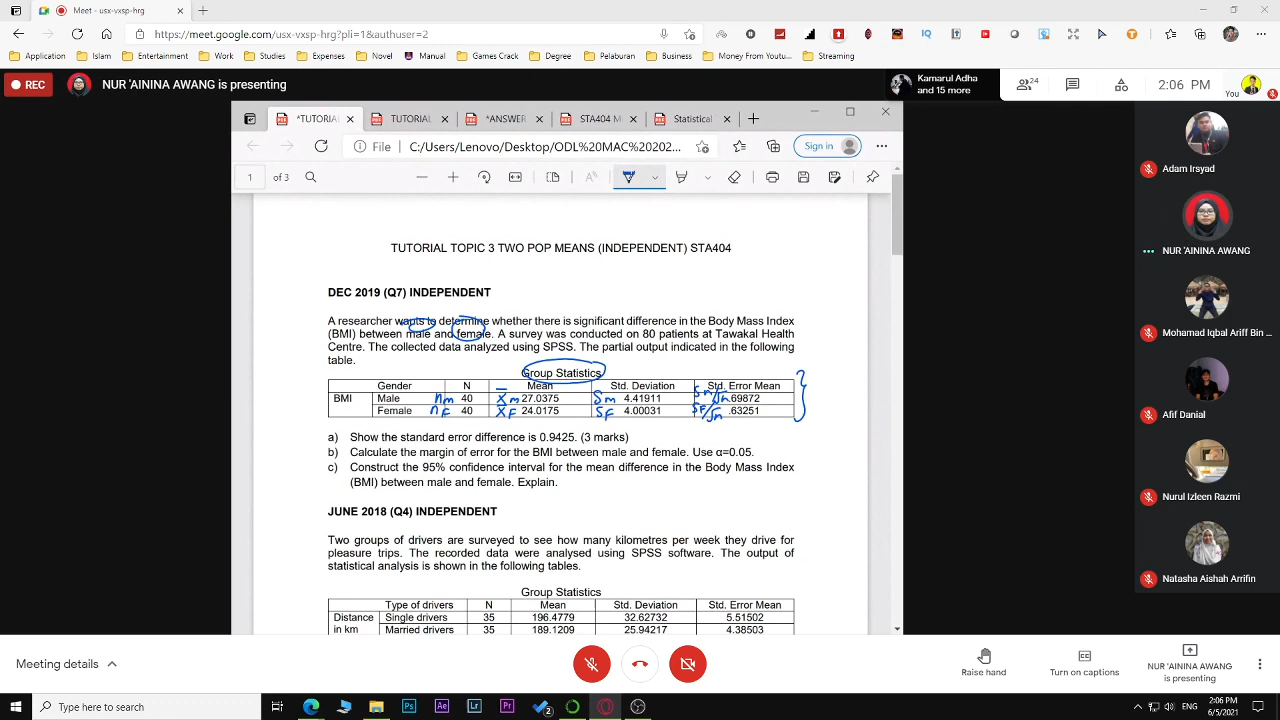 Meet - usx-vxsp-hrg
https://meet.google.com/usx-vxsp-hrg?pli=1&authuser=2
Application Studies Entertainment Work Espada Novel Manual Games Crack Pelaburan Business Money From Youtu... Streaming
REC NUR 'AININA AWANG is presenting
Kamarul Adha
and 15 more
24
2:06 PM
You
*TUTORIA TUTORIAL *ANSWER STA404 M Statistical
File C:/Users/Lenovo/Desktop/ODL%20MAC%20202... Sign in
1 of 3
TUTORIAL TOPIC 3 TWO POP MEANS (INDEPENDENT) STA404
DEC 2019 (Q7) INDEPENDENT
A researcher wants to determine whether there is significant difference in the Body Mass Index
(BMI) between male and female. A survey was conducted on 80 patients at Tawakal Health
Centre. The collected data analyzed using SPSS. The partial output indicated in the following
table.
Group Statistics
Gender N Mean Std. Deviation Std. Error Mean
BMI Male nm 40 x̄m 27.0375 Sm 4.41911 Sm/√n .69872
Female nF 40 x̄F 24.0175 SF 4.00031 SF/√n .63251
a) Show the standard error difference is 0.9425. (3 marks)
b) Calculate the margin of error for the BMI between male and female. Use α=0.05.
c) Construct the 95% confidence interval for the mean difference in the Body Mass Index
(BMI) between male and female. Explain.
JUNE 2018 (Q4) INDEPENDENT
Two groups of drivers are surveyed to see how many kilometres per week they drive for
pleasure trips. The recorded data were analysed using SPSS software. The output of
statistical analysis is shown in the following tables.
Group Statistics
Type of drivers N Mean Std. Deviation Std. Error Mean
Distance Single drivers 35 196.4779 32.62732 5.51502
in km Married drivers 35 189.1209 25.94217 4.38503
Adam Irsyad
NUR 'AININA AWANG
Mohamad Iqbal Ariff Bin ...
Afif Danial
Nurul Izleen Razmi
Natasha Aishah Arrifin
Meeting details
Raise hand
Turn on captions
NUR 'AININA AWANG
is presenting
Type here to search
Ps Ae Lr Pr 2
ENG
2:06 PM
6/5/2021